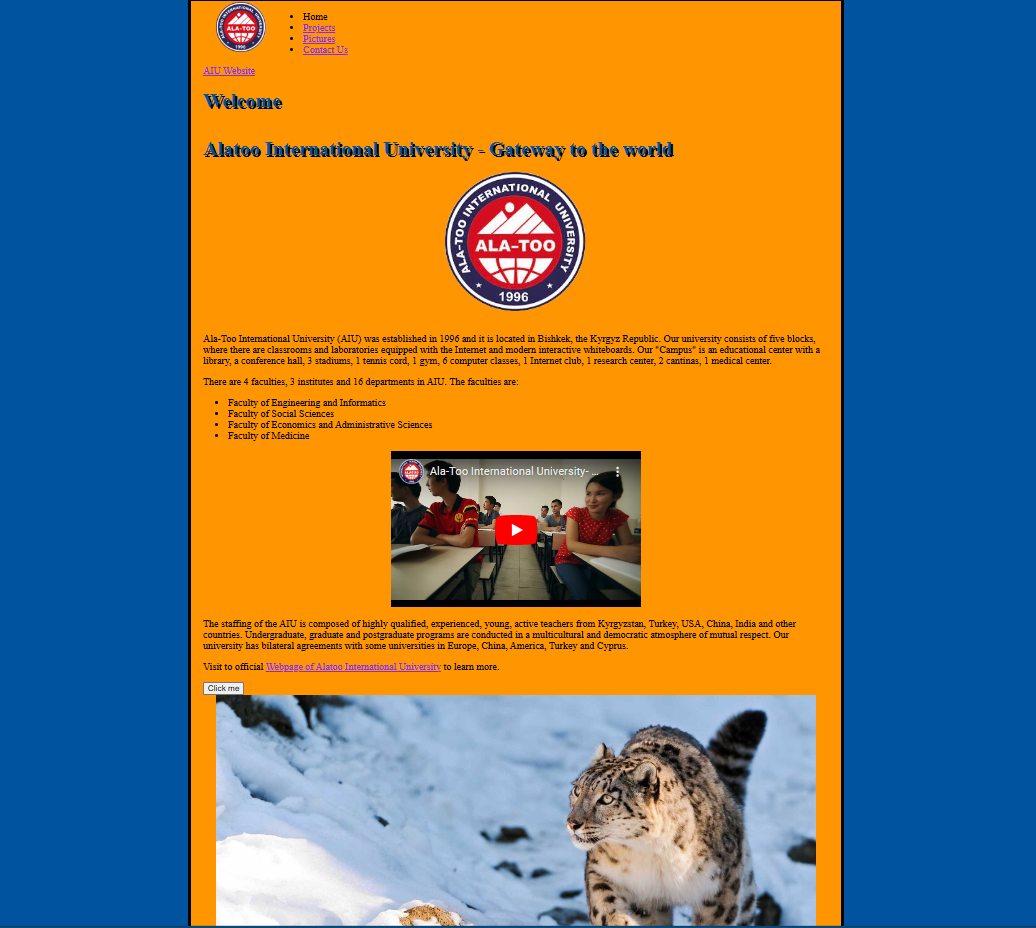 ALA-TOO INTERNATIONAL UNIVERSITY
ALA-TOO
1996
Home
Projects
Pictures
Contact Us
AIU Website
Welcome
Alatoo International University - Gateway to the world
ALA-TOO INTERNATIONAL UNIVERSITY
ALA-TOO
1996
Ala-Too International University (AIU) was established in 1996 and it is located in Bishkek, the Kyrgyz Republic. Our university consists of five blocks,
where there are classrooms and laboratories equipped with the Internet and modern interactive whiteboards. Our "Campus" is an educational center with a
library, a conference hall, 3 stadiums, 1 tennis cord, 1 gym, 6 computer classes, 1 Internet club, 1 research center, 2 cantinas, 1 medical center.
There are 4 faculties, 3 institutes and 16 departments in AIU. The faculties are:
Faculty of Engineering and Informatics
Faculty of Social Sciences
Faculty of Economics and Administrative Sciences
Faculty of Medicine
Ala-Too International University- ...
The staffing of the AIU is composed of highly qualified, experienced, young, active teachers from Kyrgyzstan, Turkey, USA, China, India and other
countries. Undergraduate, graduate and postgraduate programs are conducted in a multicultural and democratic atmosphere of mutual respect. Our
university has bilateral agreements with some universities in Europe, China, America, Turkey and Cyprus.
Visit to official Webpage of Alatoo International University to learn more.
Click me